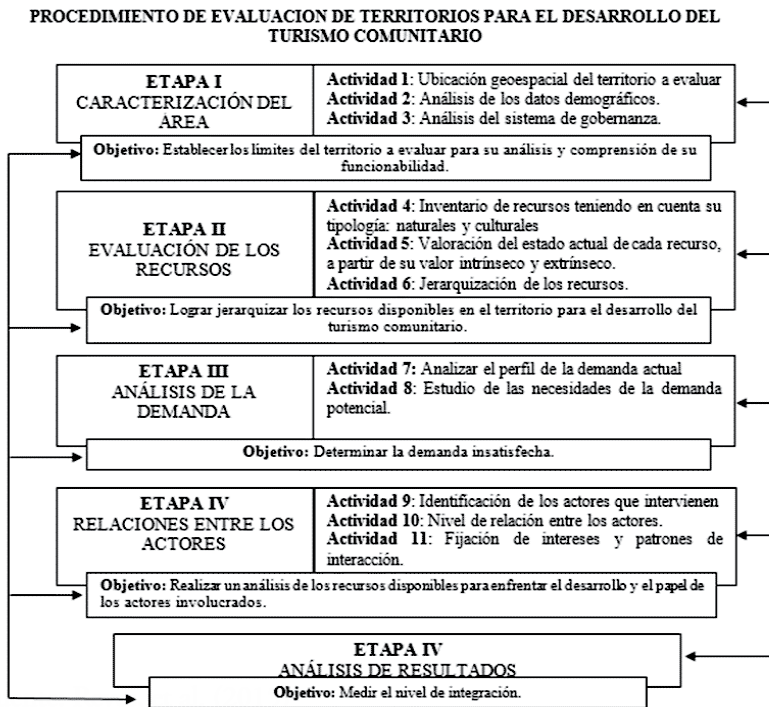 PROCEDIMIENTO DE EVALUACION DE TERRITORIOS PARA EL DESARROLLO DEL
TURISMO COMUNITARIO
ETAPA I
CARACTERIZACIÓN DEL
ÁREA
Actividad 1: Ubicación geoespacial del territorio a evaluar
Actividad 2: Análisis de los datos demográficos.
Actividad 3: Análisis del sistema de gobernanza.
Objetivo: Establecer los límites del territorio a evaluar para su análisis y comprensión de su
funcionabilidad.
ETAPA II
EVALUACIÓN DE LOS
RECURSOS
Actividad 4: Inventario de recursos teniendo en cuenta su
tipología: naturales y culturales
Actividad 5: Valoración del estado actual de cada recurso,
a partir de su valor intrínseco y extrínseco.
Actividad 6: Jerarquización de los recursos.
Objetivo: Lograr jerarquizar los recursos disponibles en el territorio para el desarrollo del
turismo comunitario.
ETAPA III
ANÁLISIS DE LA
DEMANDA
Actividad 7: Analizar el perfil de la demanda actual
Actividad 8: Estudio de las necesidades de la demanda
potencial.
Objetivo: Determinar la demanda insatisfecha.
ETAPA IV
RELACIONES ENTRE LOS
ACTORES
Actividad 9: Identificación de los actores que intervienen
Actividad 10: Nivel de relación entre los actores.
Actividad 11: Fijación de intereses y patrones de
interacción.
Objetivo: Realizar un análisis de los recursos disponibles para enfrentar el desarrollo y el papel de
los actores involucrados.
ETAPA IV
ANÁLISIS DE RESULTADOS
Objetivo: Medir el nivel de integración.